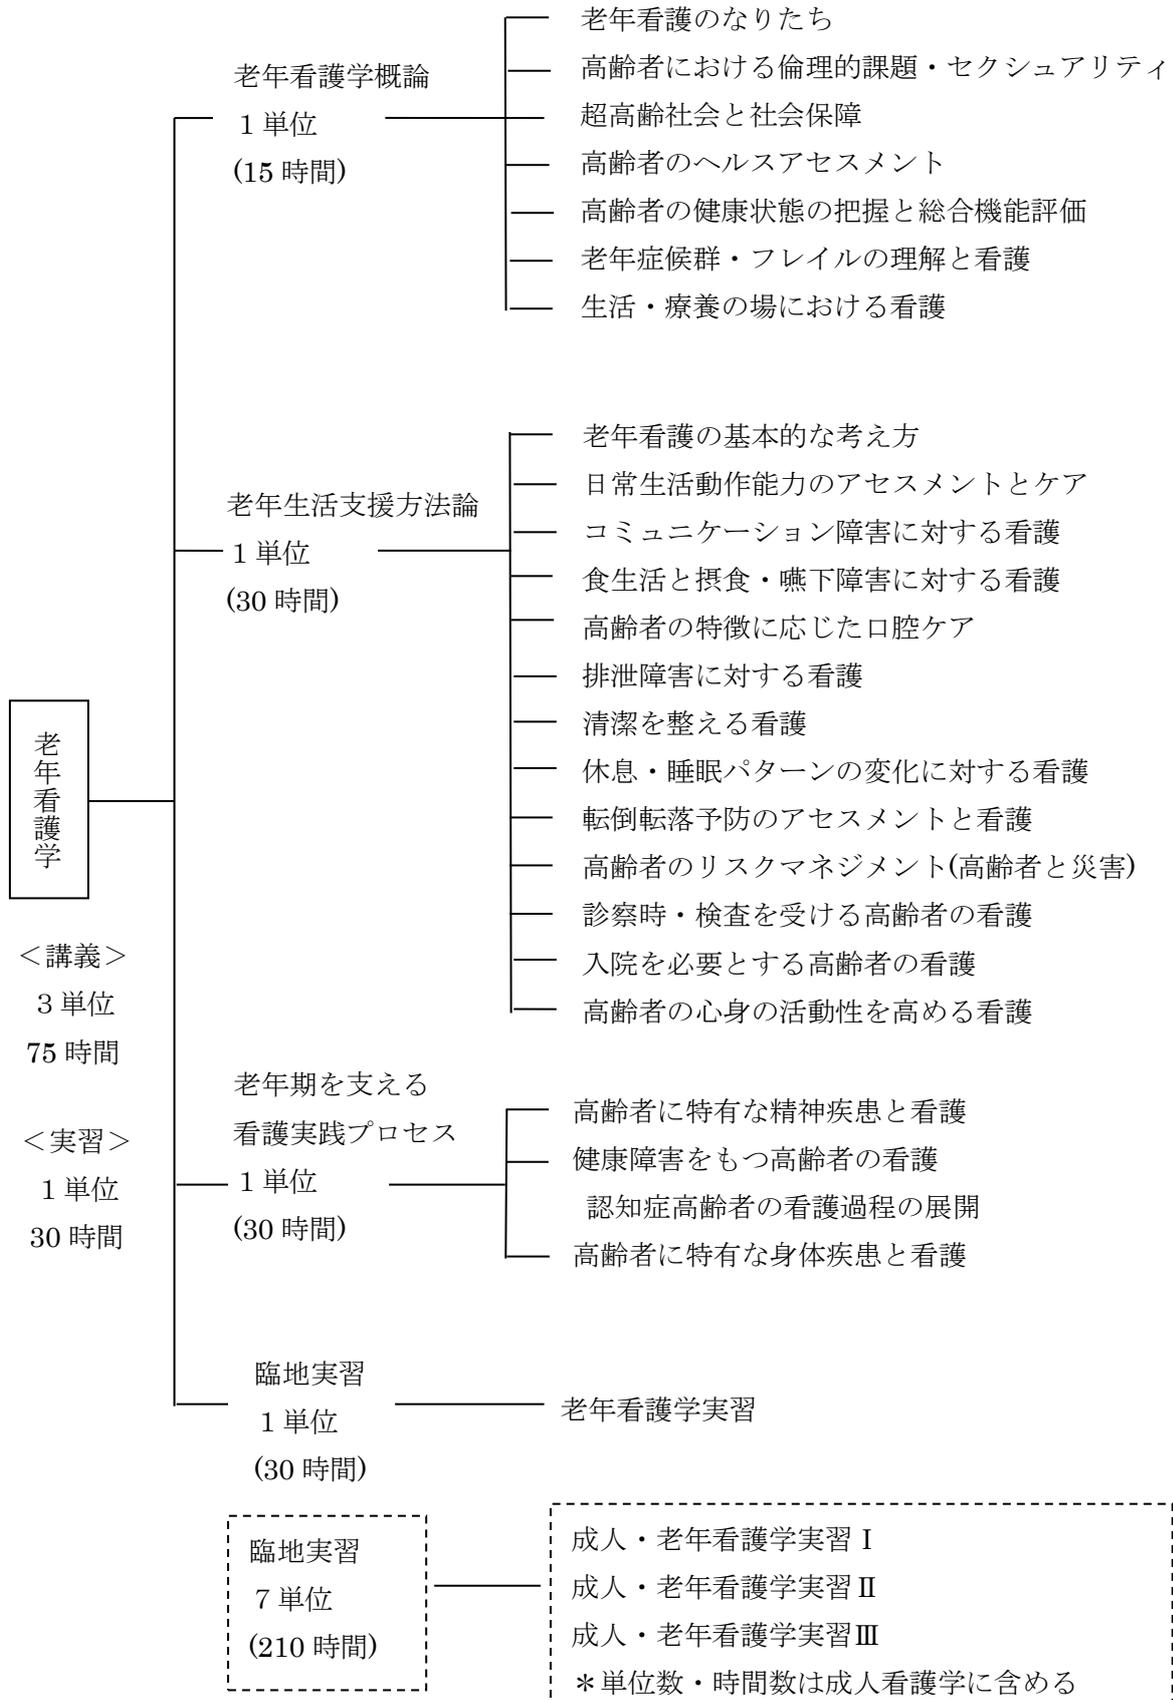 老年看護学
＜講義＞
3 単位
75 時間
＜実習＞
1 単位
30 時間
老年看護学概論
1 単位
(15 時間)
老年看護のなりたち
高齢者における倫理的課題・セクシュアリティ
超高齢社会と社会保障
高齢者のヘルスアセスメント
高齢者の健康状態の把握と総合機能評価
老年症候群・フレイルの理解と看護
生活・療養の場における看護
老年生活支援方法論
1 単位
(30 時間)
老年看護の基本的な考え方
日常生活動作能力のアセスメントとケア
コミュニケーション障害に対する看護
食生活と摂食・嚥下障害に対する看護
高齢者の特徴に応じた口腔ケア
排泄障害に対する看護
清潔を整える看護
休息・睡眠パターンの変化に対する看護
転倒転落予防のアセスメントと看護
高齢者のリスクマネジメント(高齢者と災害)
診察時・検査を受ける高齢者の看護
入院を必要とする高齢者の看護
高齢者の心身の活動性を高める看護
老年期を支える
看護実践プロセス
1 単位
(30 時間)
高齢者に特有な精神疾患と看護
健康障害をもつ高齢者の看護
認知症高齢者の看護過程の展開
高齢者に特有な身体疾患と看護
臨地実習
1 単位
(30 時間)
老年看護学実習
臨地実習
7 単位
(210 時間)
成人・老年看護学実習Ⅰ
成人・老年看護学実習Ⅱ
成人・老年看護学実習Ⅲ
＊単位数・時間数は成人看護学に含める